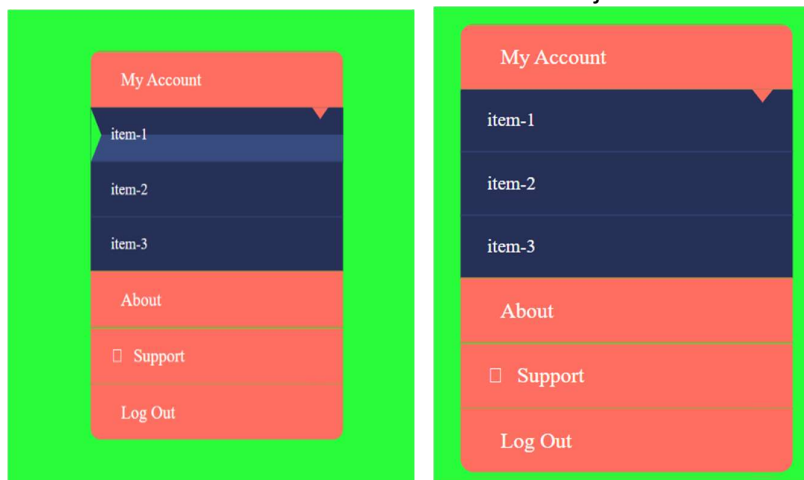 My Account
item-1
item-2
item-3
About
Support
Log Out
My Account
item-1
item-2
item-3
About
Support
Log Out